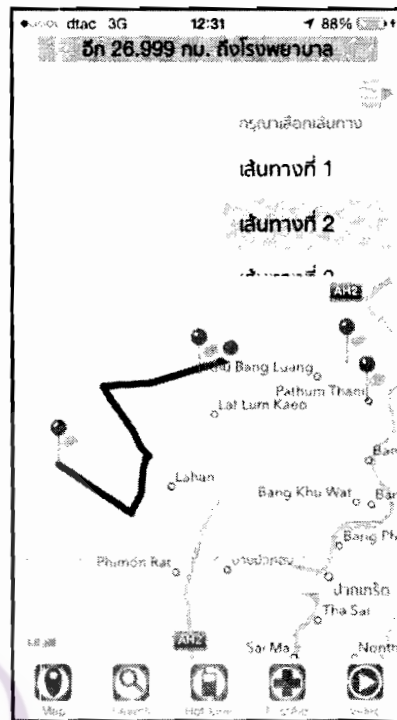 dtac 3G 12:31 88%
อีก 26.999 กม. ถึงโรงพยาบาล
กรุณาเลือกเส้นทาง
เส้นทางที่ 1
เส้นทางที่ 2
AH2
Bang Luang
Pathum Thani
Lat Lum Kaeo
Lahan
Bang Khu Wat
Phimon Rat
ปากเกร็ด
Tha Sai
AH2
Sai Ma
Map